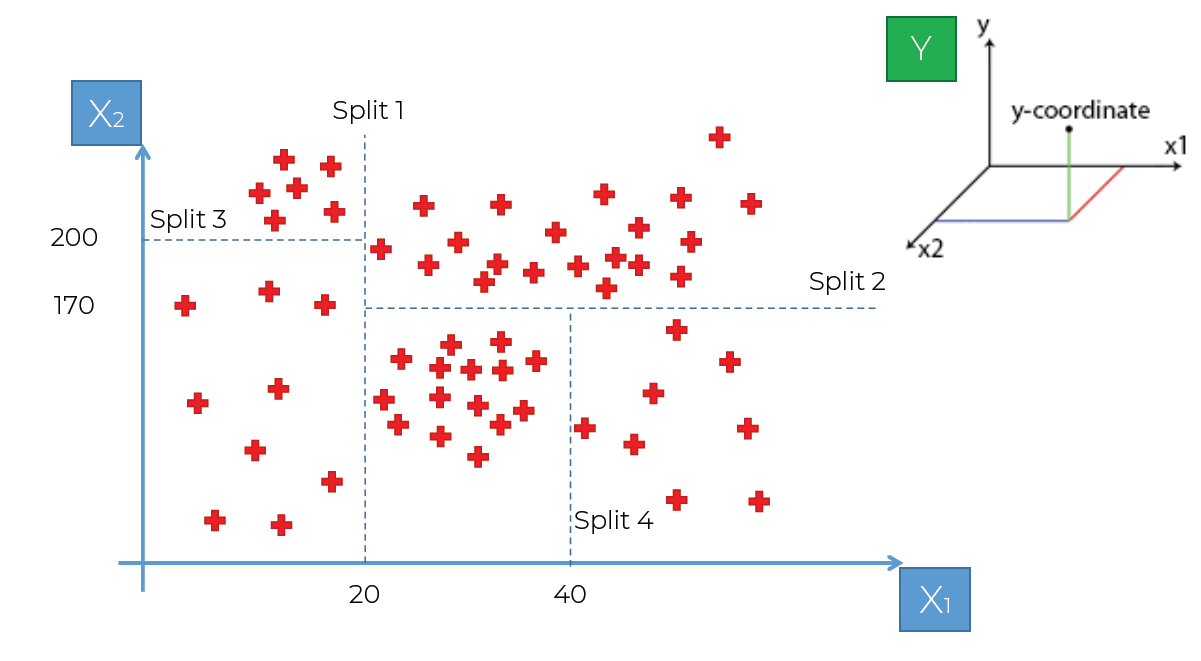 Y
y
y-coordinate
x1
x2
X₂
Split 1
Split 3
200
170
Split 2
Split 4
20
40
X₁